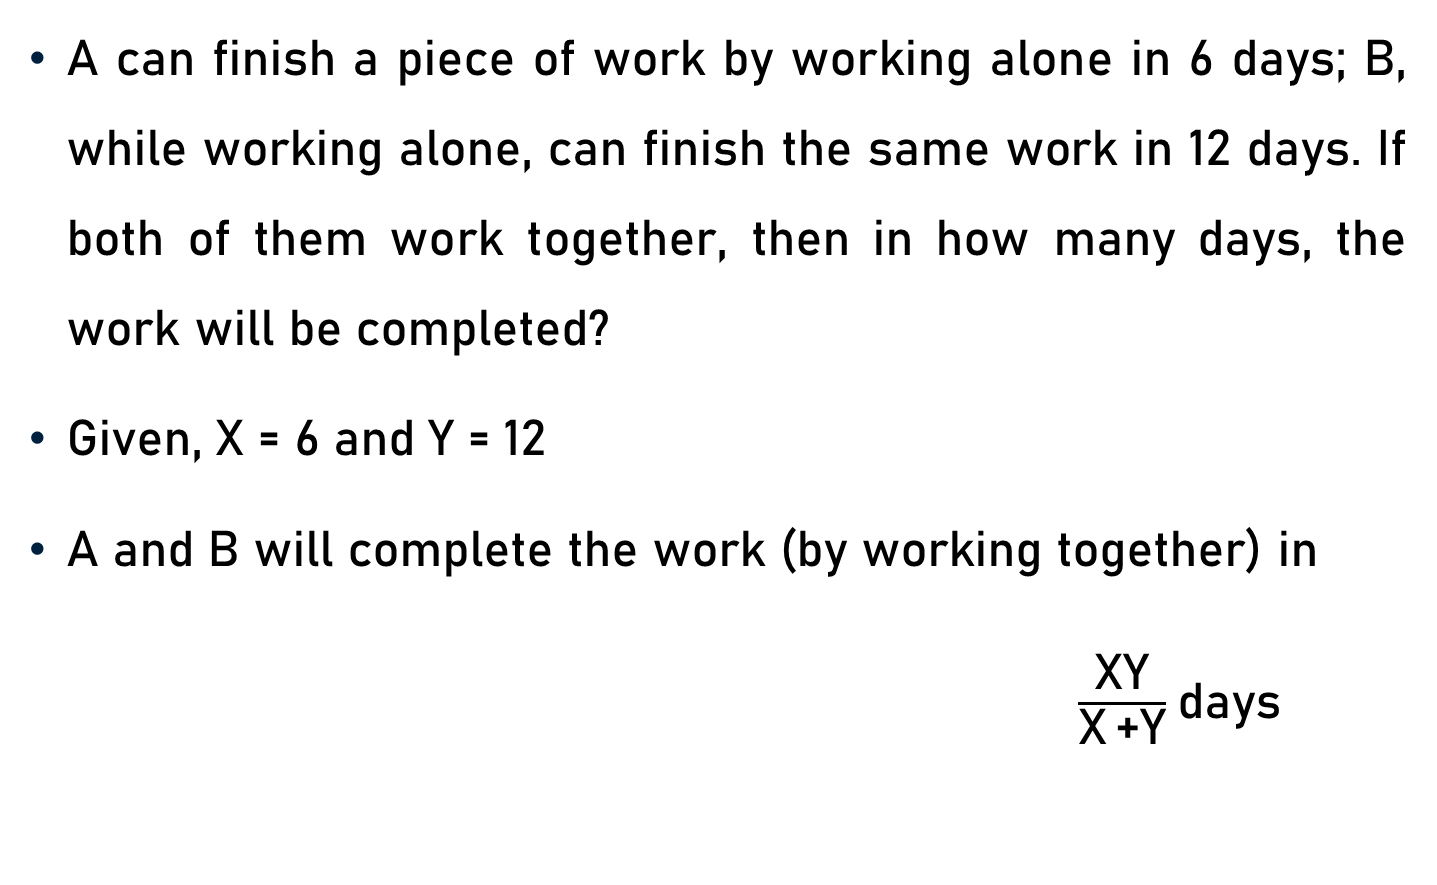 • A can finish a piece of work by working alone in 6 days; B,
while working alone, can finish the same work in 12 days. If
both of them work together, then in how many days, the
work will be completed?
• Given, X = 6 and Y = 12
• A and B will complete the work (by working together) in
XY
X +Y days